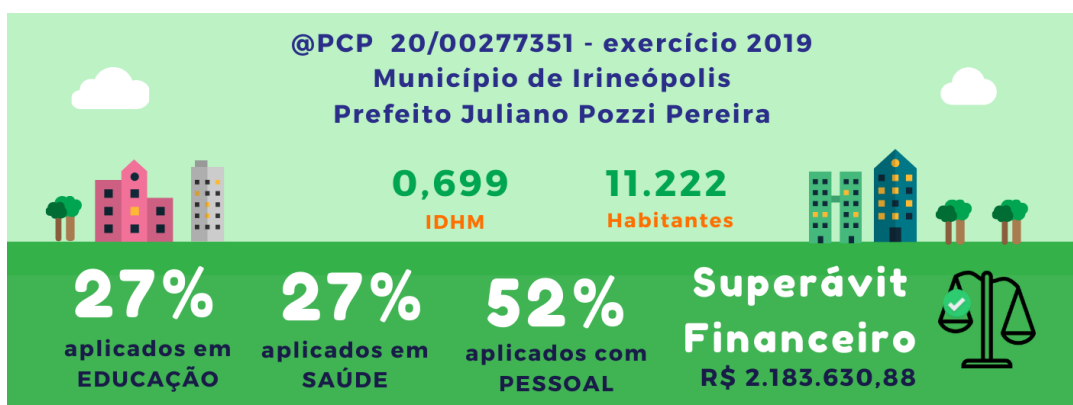 @PCP 20/00277351 - exercício 2019
Município de Irineópolis
Prefeito Juliano Pozzi Pereira
0,699
IDHM
11.222
Habitantes
27%
aplicados em
EDUCAÇÃO
27%
aplicados em
SAÚDE
52%
aplicados com
PESSOAL
Superávit
Financeiro
R$ 2.183.630,88